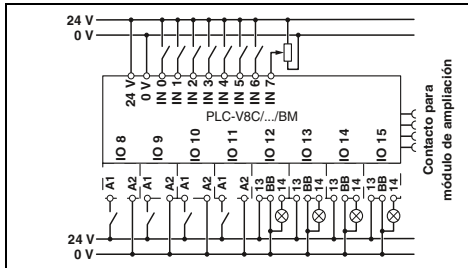 24 V
0 V
24 V
0 V
IN 0
IN 1
IN 2
IN 3
IN 4
IN 5
IN 6
IN 7
PLC-V8C/.../BM
IO 8
IO 9
IO 10
IO 11
IO 12
IO 13
IO 14
IO 15
Contacto para
módulo de ampliación
A1
A2
A1
A2
A1
A2
A1
A2
13
BB
14
13
BB
14
13
BB
14
13
BB
14
24 V
0 V